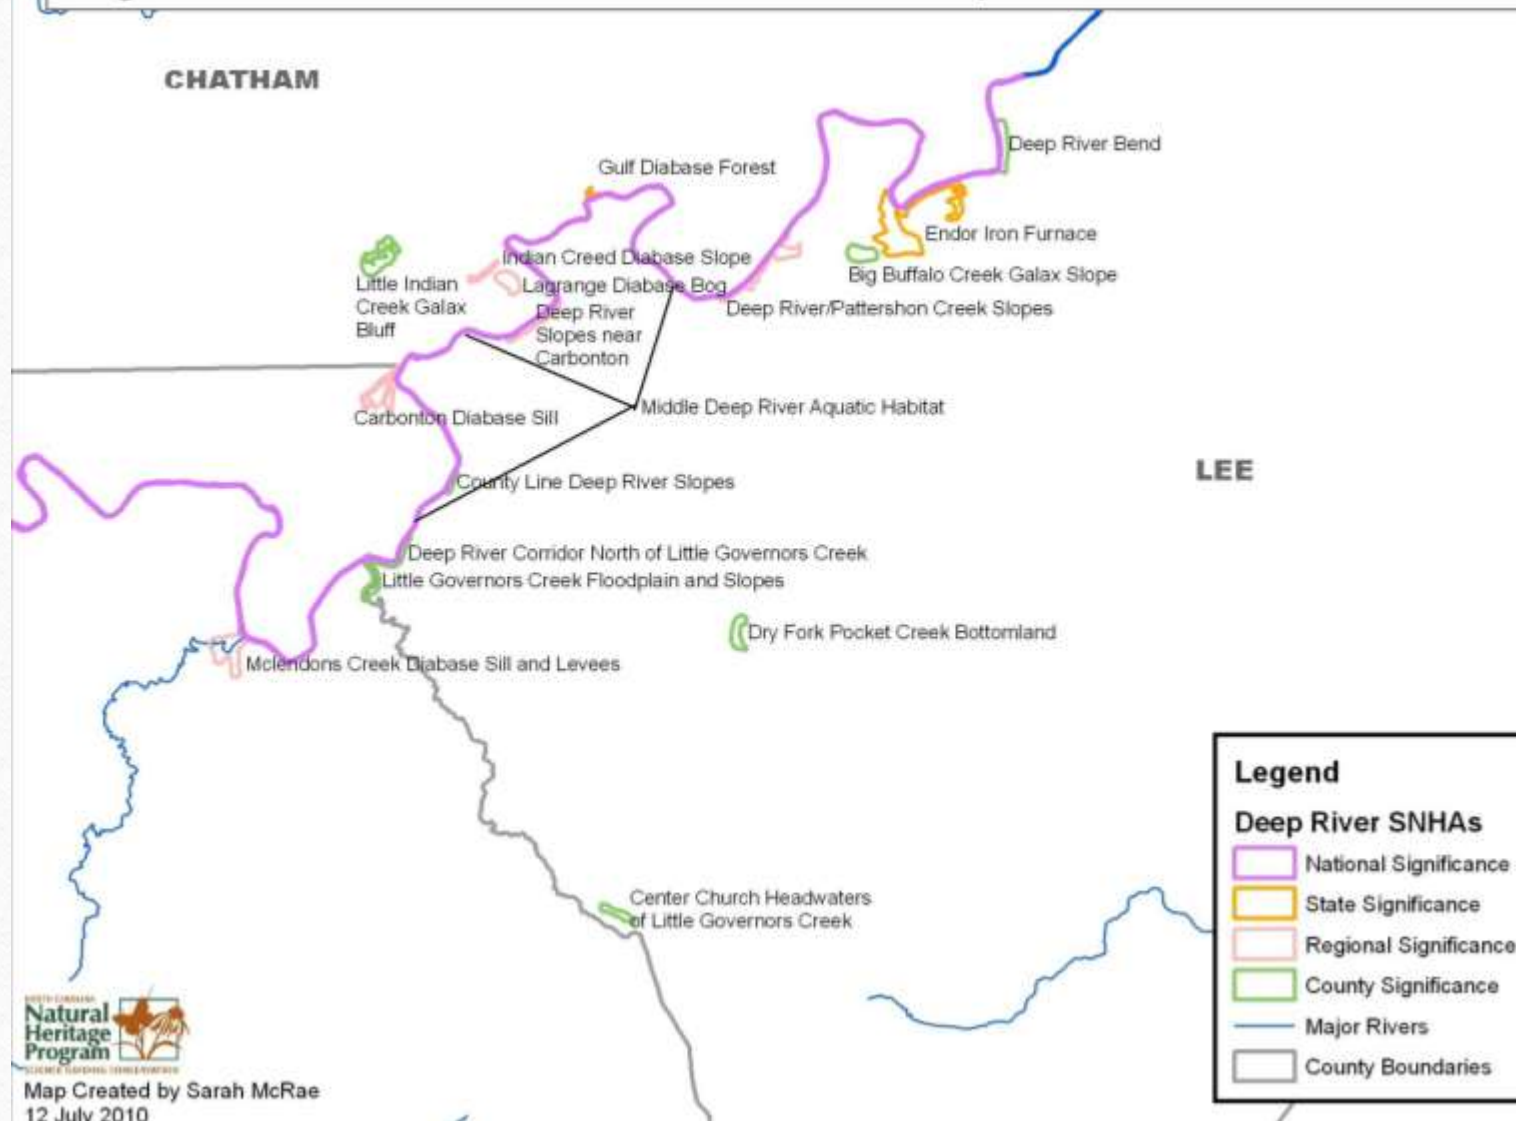 CHATHAM
Deep River Bend
Gulf Diabase Forest
Endor Iron Furnace
Indian Creed Diabase Slope
Big Buffalo Creek Galax Slope
Little Indian
Creek Galax
Bluff
Lagrange Diabase Bog
Deep River/Pattershon Creek Slopes
Deep River
Slopes near
Carbonton
Middle Deep River Aquatic Habitat
Carbonton Diabase Sill
LEE
County Line Deep River Slopes
Deep River Corridor North of Little Governors Creek
Little Governors Creek Floodplain and Slopes
Dry Fork Pocket Creek Bottomland
Mclendons Creek Diabase Sill and Levees
Center Church Headwaters
of Little Governors Creek
Legend
Deep River SNHAs
National Significance
State Significance
Regional Significance
County Significance
Major Rivers
County Boundaries
NORTH CAROLINA
Natural
Heritage
Program
Map Created by Sarah McRae
12 July 2010